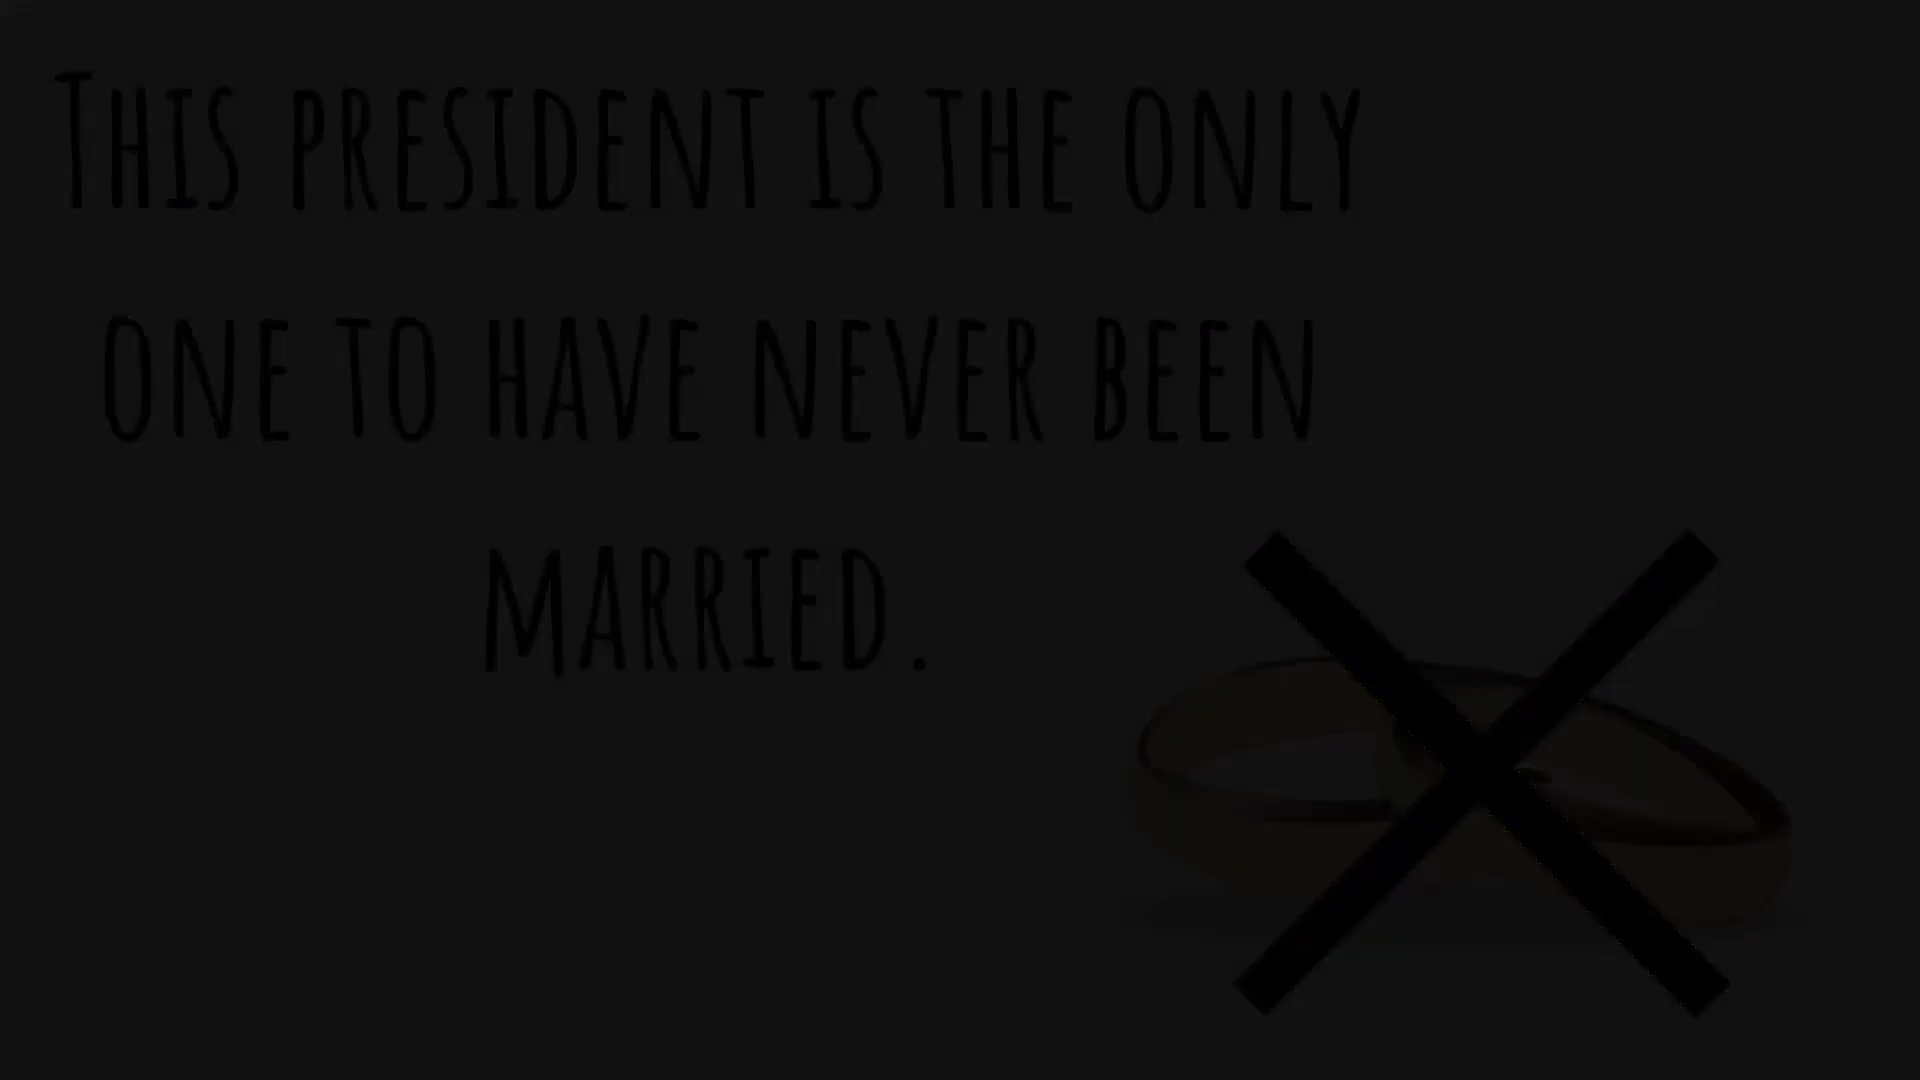 This president is the only
one to have never been
married.